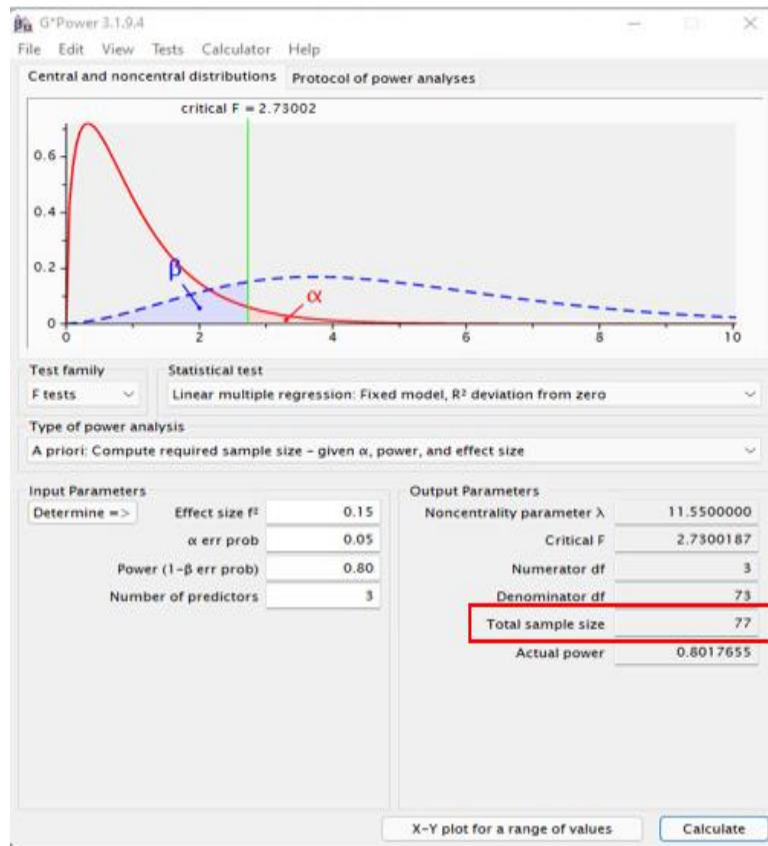 βα G*Power 3.1.9.4
File Edit View Tests Calculator Help
Central and noncentral distributions Protocol of power analyses
critical F = 2.73002
0.6
0.4
0.2
0
β
α
0 2 4 6 8 10
Test family Statistical test
F tests Linear multiple regression: Fixed model, R² deviation from zero
Type of power analysis
A priori: Compute required sample size – given α, power, and effect size
Input Parameters Output Parameters
Determine => Effect size f² 0.15 Noncentrality parameter λ 11.5500000
α err prob 0.05 Critical F 2.7300187
Power (1-β err prob) 0.80 Numerator df 3
Number of predictors 3 Denominator df 73
Total sample size 77
Actual power 0.8017655
X-Y plot for a range of values Calculate